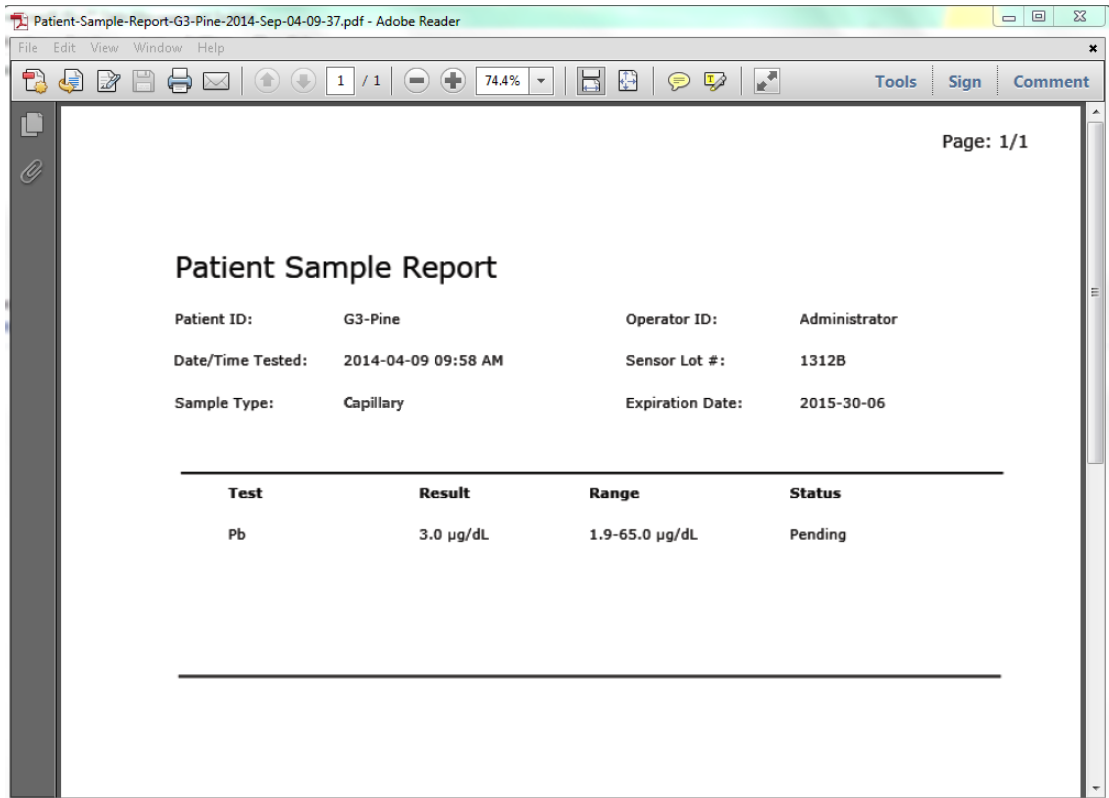 Patient-Sample-Report-G3-Pine-2014-Sep-04-09-37.pdf - Adobe Reader
File Edit View Window Help
1 / 1 74.4% Tools Sign Comment
Page: 1/1
Patient Sample Report
Patient ID: G3-Pine Operator ID: Administrator
Date/Time Tested: 2014-04-09 09:58 AM Sensor Lot #: 1312B
Sample Type: Capillary Expiration Date: 2015-30-06
Test Result Range Status
Pb 3.0 µg/dL 1.9-65.0 µg/dL Pending